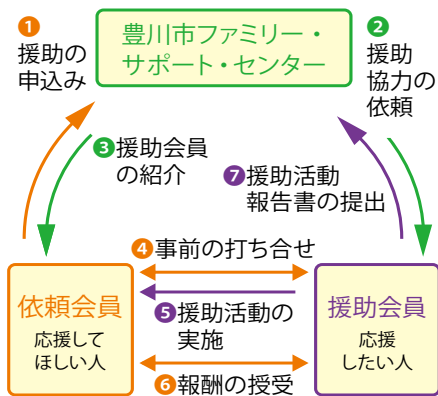 ❶
援助の
申込み
豊川市ファミリー・
サポート・センター
❷
援助
協力の
依頼
❸援助会員
の紹介
❼援助活動
報告書の提出
❹事前の打ち合せ
依頼会員
応援して
ほしい人
❺援助活動の
実施
援助会員
応援
したい人
❻報酬の授受